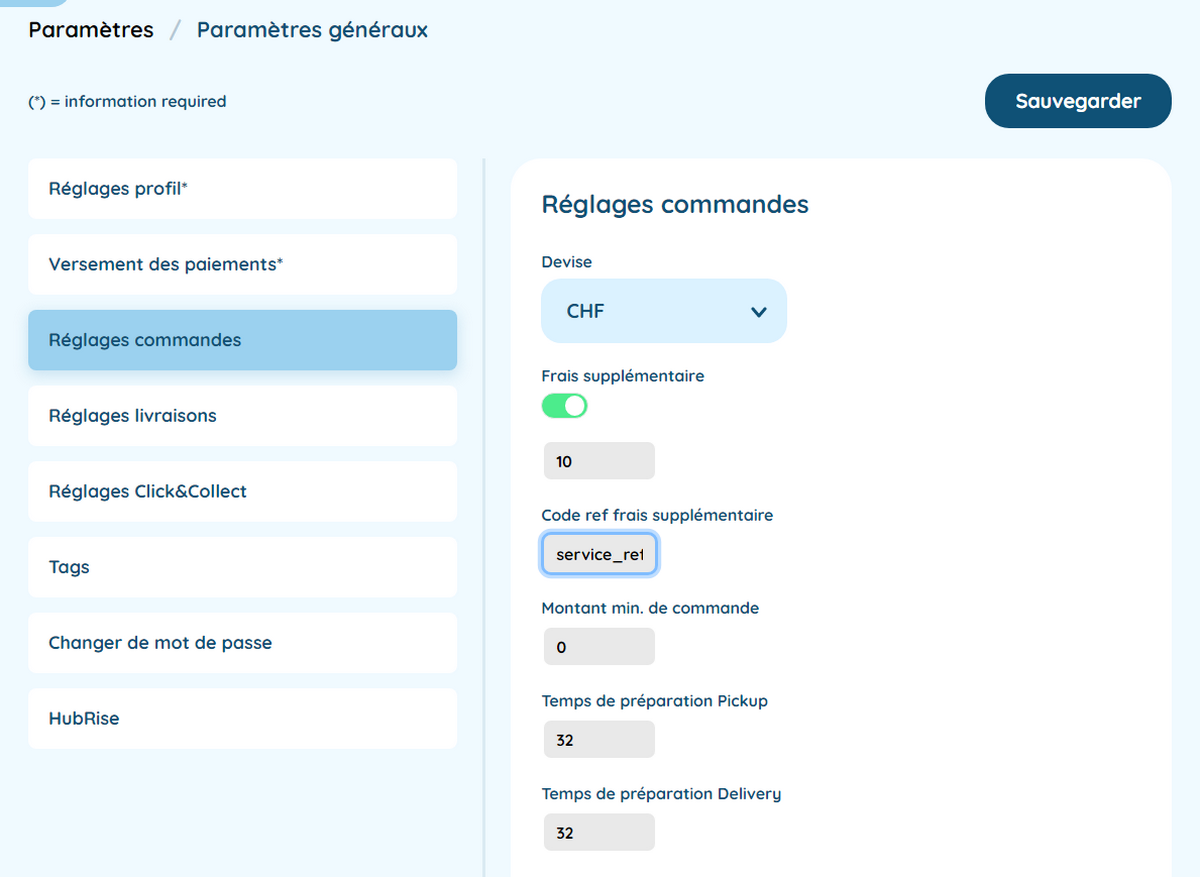 Paramètres / Paramètres généraux
(*) = information required
Sauvegarder
Réglages profil*
Versement des paiements*
Réglages commandes
Réglages livraisons
Réglages Click&Collect
Tags
Changer de mot de passe
HubRise
Réglages commandes
Devise
CHF
Frais supplémentaire
10
Code ref frais supplémentaire
service_ref
Montant min. de commande
0
Temps de préparation Pickup
32
Temps de préparation Delivery
32